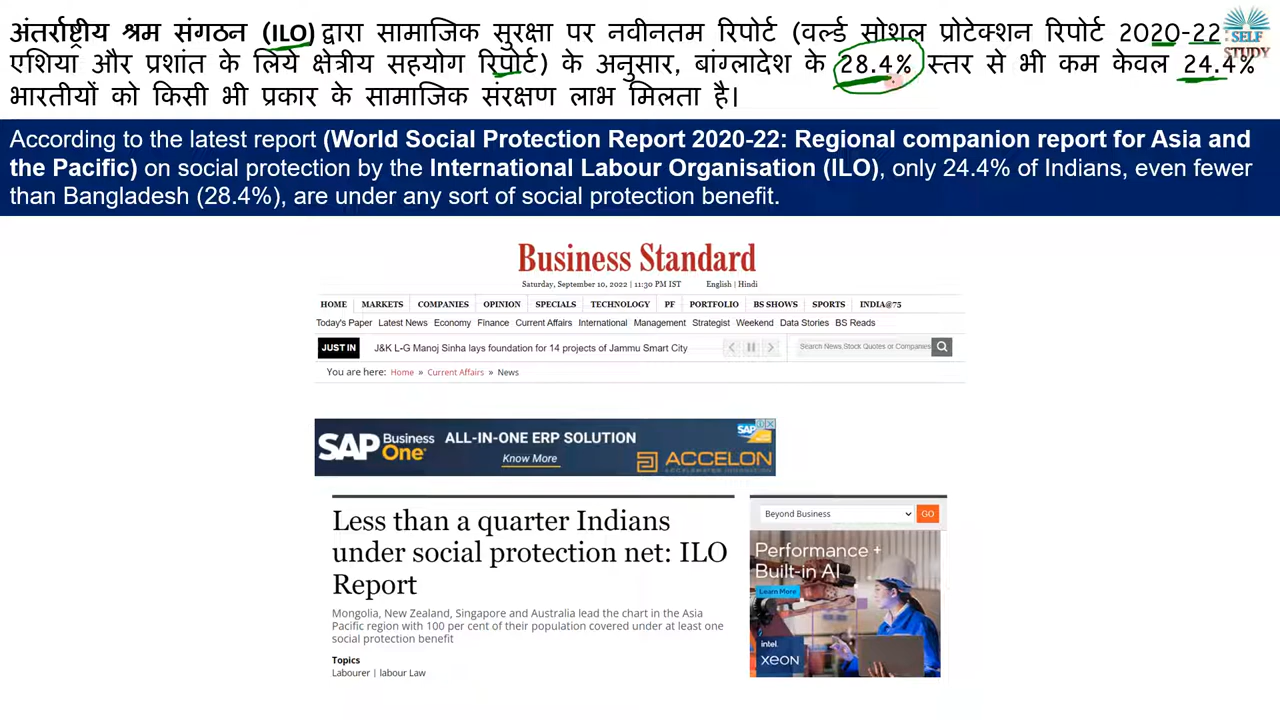 अंतर्राष्ट्रीय श्रम संगठन (ILO) द्वारा सामाजिक सुरक्षा पर नवीनतम रिपोर्ट (वर्ल्ड सोशल प्रोटेक्शन रिपोर्ट 2020-22:
एशिया और प्रशांत के लिये क्षेत्रीय सहयोग रिपोर्ट) के अनुसार, बांग्लादेश के 28.4% स्तर से भी कम केवल 24.4%
भारतीयों को किसी भी प्रकार के सामाजिक संरक्षण लाभ मिलता है।
SELF
STUDY
According to the latest report (World Social Protection Report 2020-22: Regional companion report for Asia and
the Pacific) on social protection by the International Labour Organisation (ILO), only 24.4% of Indians, even fewer
than Bangladesh (28.4%), are under any sort of social protection benefit.
Business Standard
Saturday, September 10, 2022 | 11:30 PM IST English | Hindi
HOME MARKETS COMPANIES OPINION SPECIALS TECHNOLOGY PF PORTFOLIO BS SHOWS SPORTS INDIA@75
Today's Paper Latest News Economy Finance Current Affairs International Management Strategist Weekend Data Stories BS Reads
JUST IN J&K L-G Manoj Sinha lays foundation for 14 projects of Jammu Smart City Search News,Stock Quotes or Companies
You are here: Home » Current Affairs » News
SAP Business One ALL-IN-ONE ERP SOLUTION SAP
Know More ACCELON
Less than a quarter Indians
under social protection net: ILO
Report
Mongolia, New Zealand, Singapore and Australia lead the chart in the Asia
Pacific region with 100 per cent of their population covered under at least one
social protection benefit
Topics
Labourer | labour Law
Beyond Business GO
Performance +
Built-in AI
Learn More
intel.
XEON